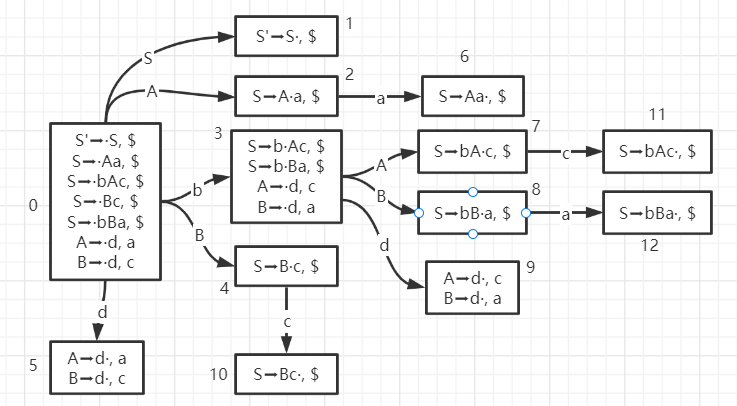 1
S'→S·, $
S
2
6
A
S→A·a, $
a
S→Aa·, $
3
7
11
S'→·S, $
S→·Aa, $
S→·bAc, $
S→·Bc, $
S→·bBa, $
A→·d, a
B→·d, c
0
b
S→b·Ac, $
S→b·Ba, $
A→·d, c
B→·d, a
A
S→bA·c, $
c
S→bAc·, $
B
8
S→bB·a, $
a
S→bBa·, $
12
B
S→B·c, $
4
d
9
A→d·, c
B→d·, a
d
c
5
A→d·, a
B→d·, c
10
S→Bc·, $